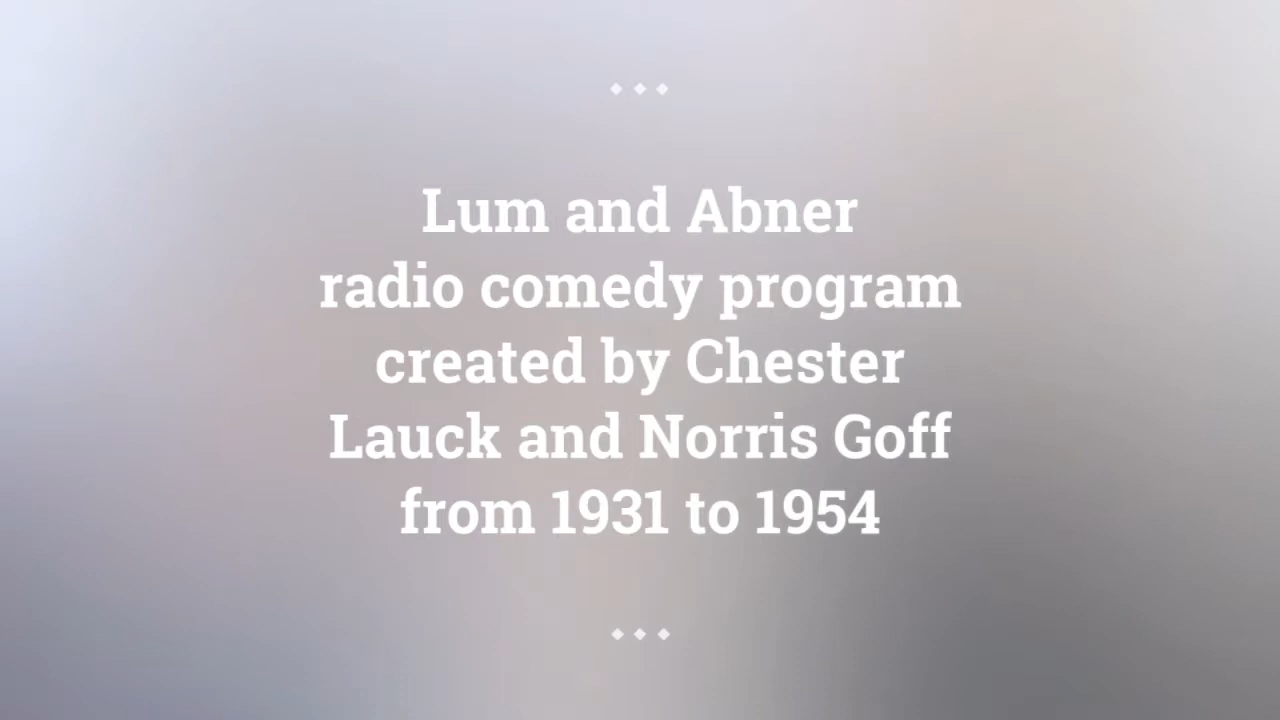 Lum and Abner
radio comedy program
created by Chester
Lauck and Norris Goff
from 1931 to 1954